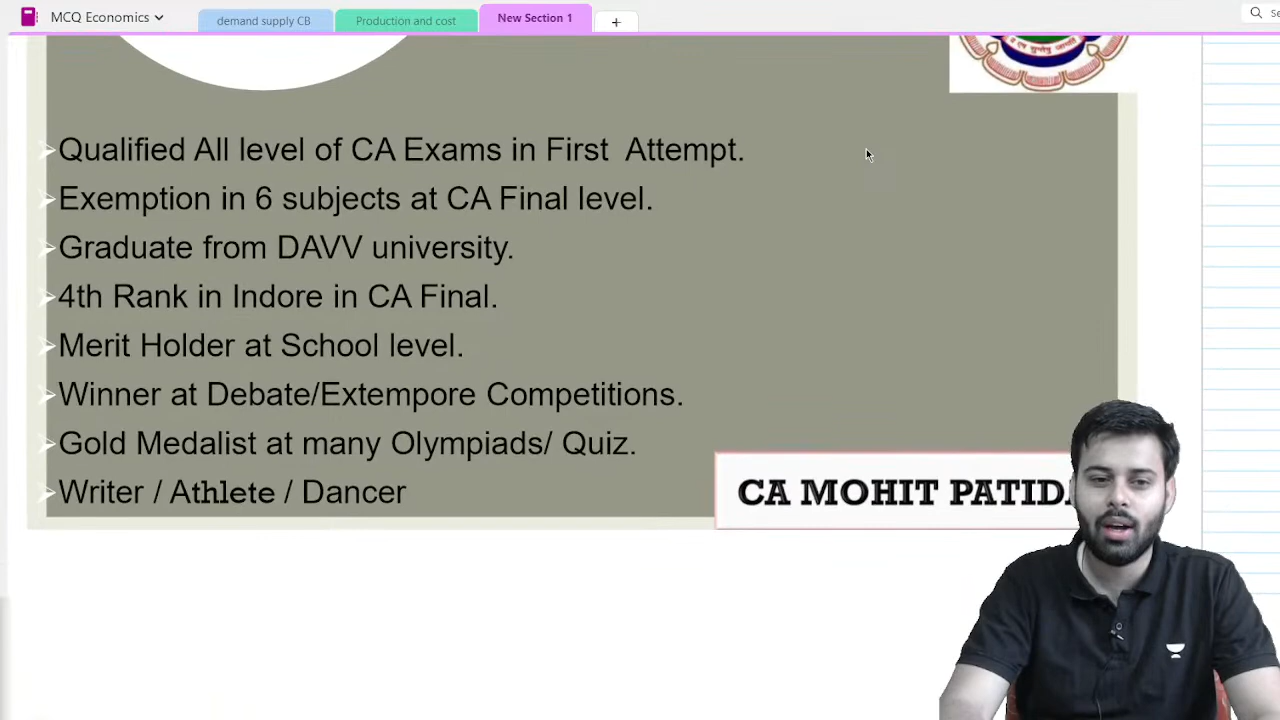 MCQ Economics
demand supply CB
Production and cost
New Section 1
+
➢Qualified All level of CA Exams in First  Attempt.
➢Exemption in 6 subjects at CA Final level.
➢Graduate from DAVV university.
➢4th Rank in Indore in CA Final.
➢Merit Holder at School level.
➢Winner at Debate/Extempore Competitions.
➢Gold Medalist at many Olympiads/ Quiz.
➢Writer / Athlete / Dancer
CA MOHIT